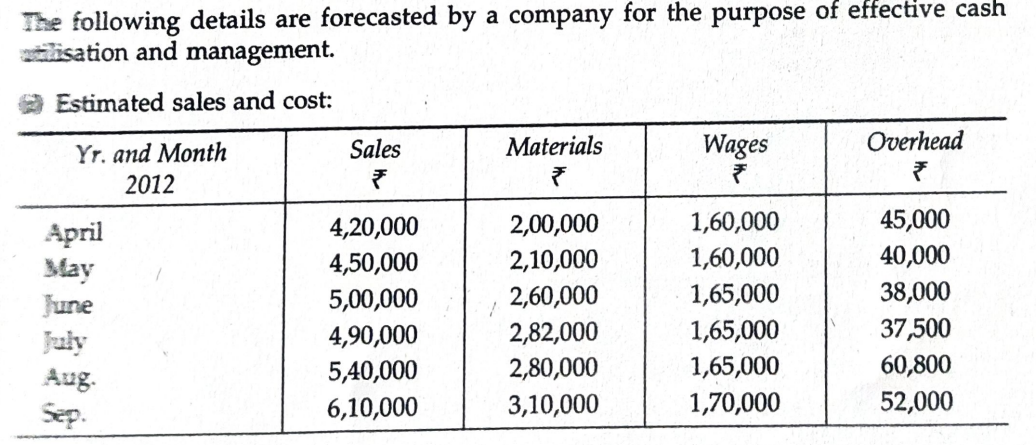 The following details are forecasted by a company for the purpose of effective cash
utilisation and management.
Estimated sales and cost:
Yr. and Month 2012 Sales ₹ Materials ₹ Wages ₹ Overhead ₹
April 4,20,000 2,00,000 1,60,000 45,000
May 4,50,000 2,10,000 1,60,000 40,000
June 5,00,000 2,60,000 1,65,000 38,000
July 4,90,000 2,82,000 1,65,000 37,500
Aug. 5,40,000 2,80,000 1,65,000 60,800
Sep. 6,10,000 3,10,000 1,70,000 52,000